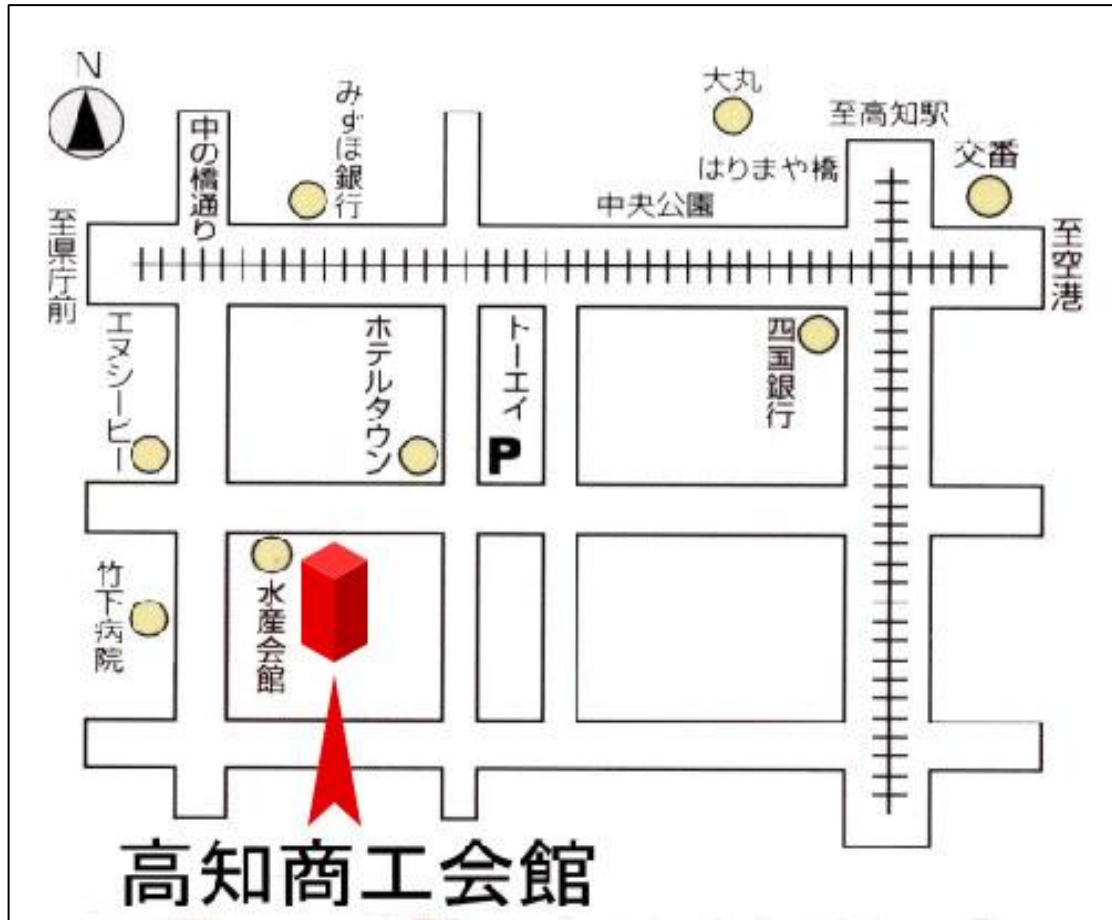 N
大丸
至高知駅
みずほ銀行
中の橋通り
はりまや橋
交番
中央公園
至県庁前
至空港
エヌシービー
ホテルタウン
トーエイ
P
四国銀行
竹下病院
水産会館
高知商工会館